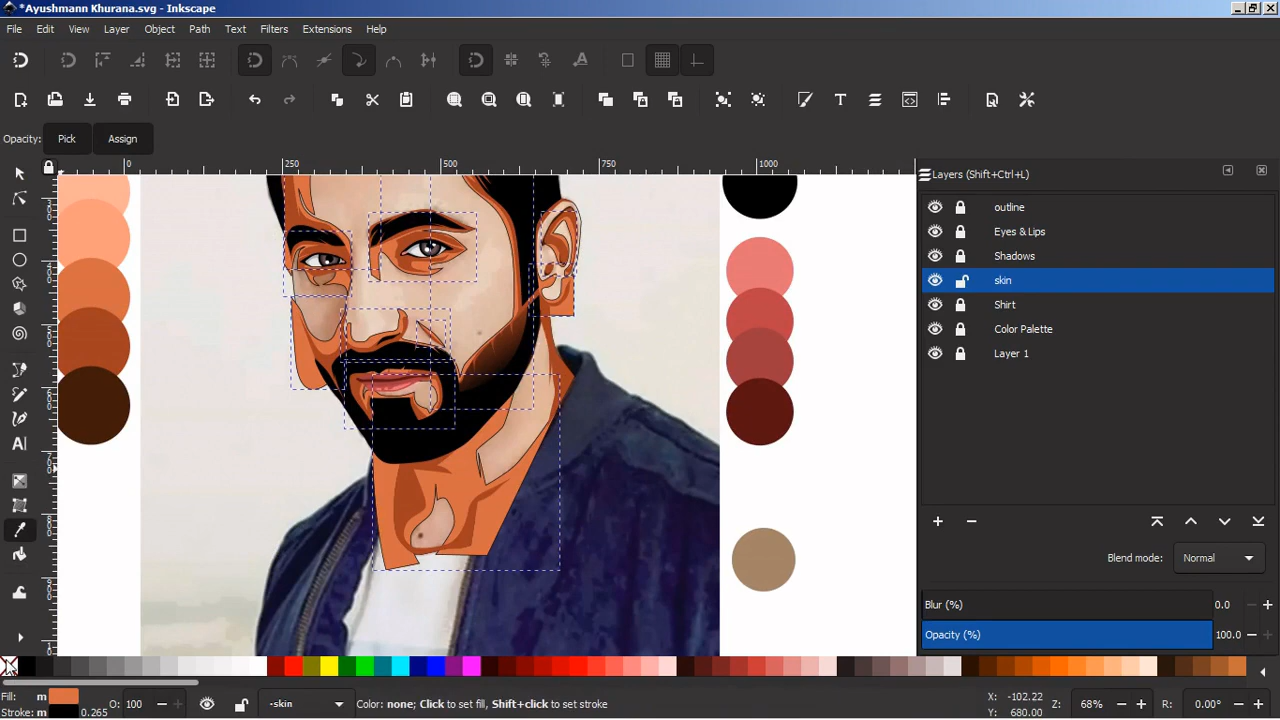 *Ayushmann Khurana.svg - Inkscape
File Edit View Layer Object Path Text Filters Extensions Help
Opacity: Pick Assign
0 250 500 750 1000
Layers (Shift+Ctrl+L)
outline
Eyes & Lips
Shadows
skin
Shirt
Color Palette
Layer 1
Blend mode: Normal
Blur (%) 0.0
Opacity (%) 100.0
Fill: m O: 100 -skin Color: none; Click to set fill, Shift+click to set stroke X: -102.22 Z: 68% R: 0.00°
Stroke: m 0.265 Y: 680.00